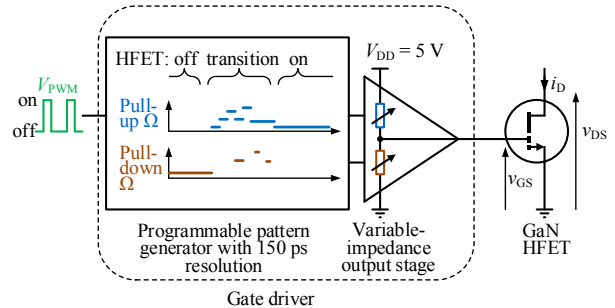 HFET: off transition on
V_DD = 5 V
V_PWM
on
off
Pull-
up Ω
Pull-
down
Ω
i_D
v_DS
v_GS
GaN
HFET
Programmable pattern
generator with 150 ps
resolution
Variable-
impedance
output stage
Gate driver